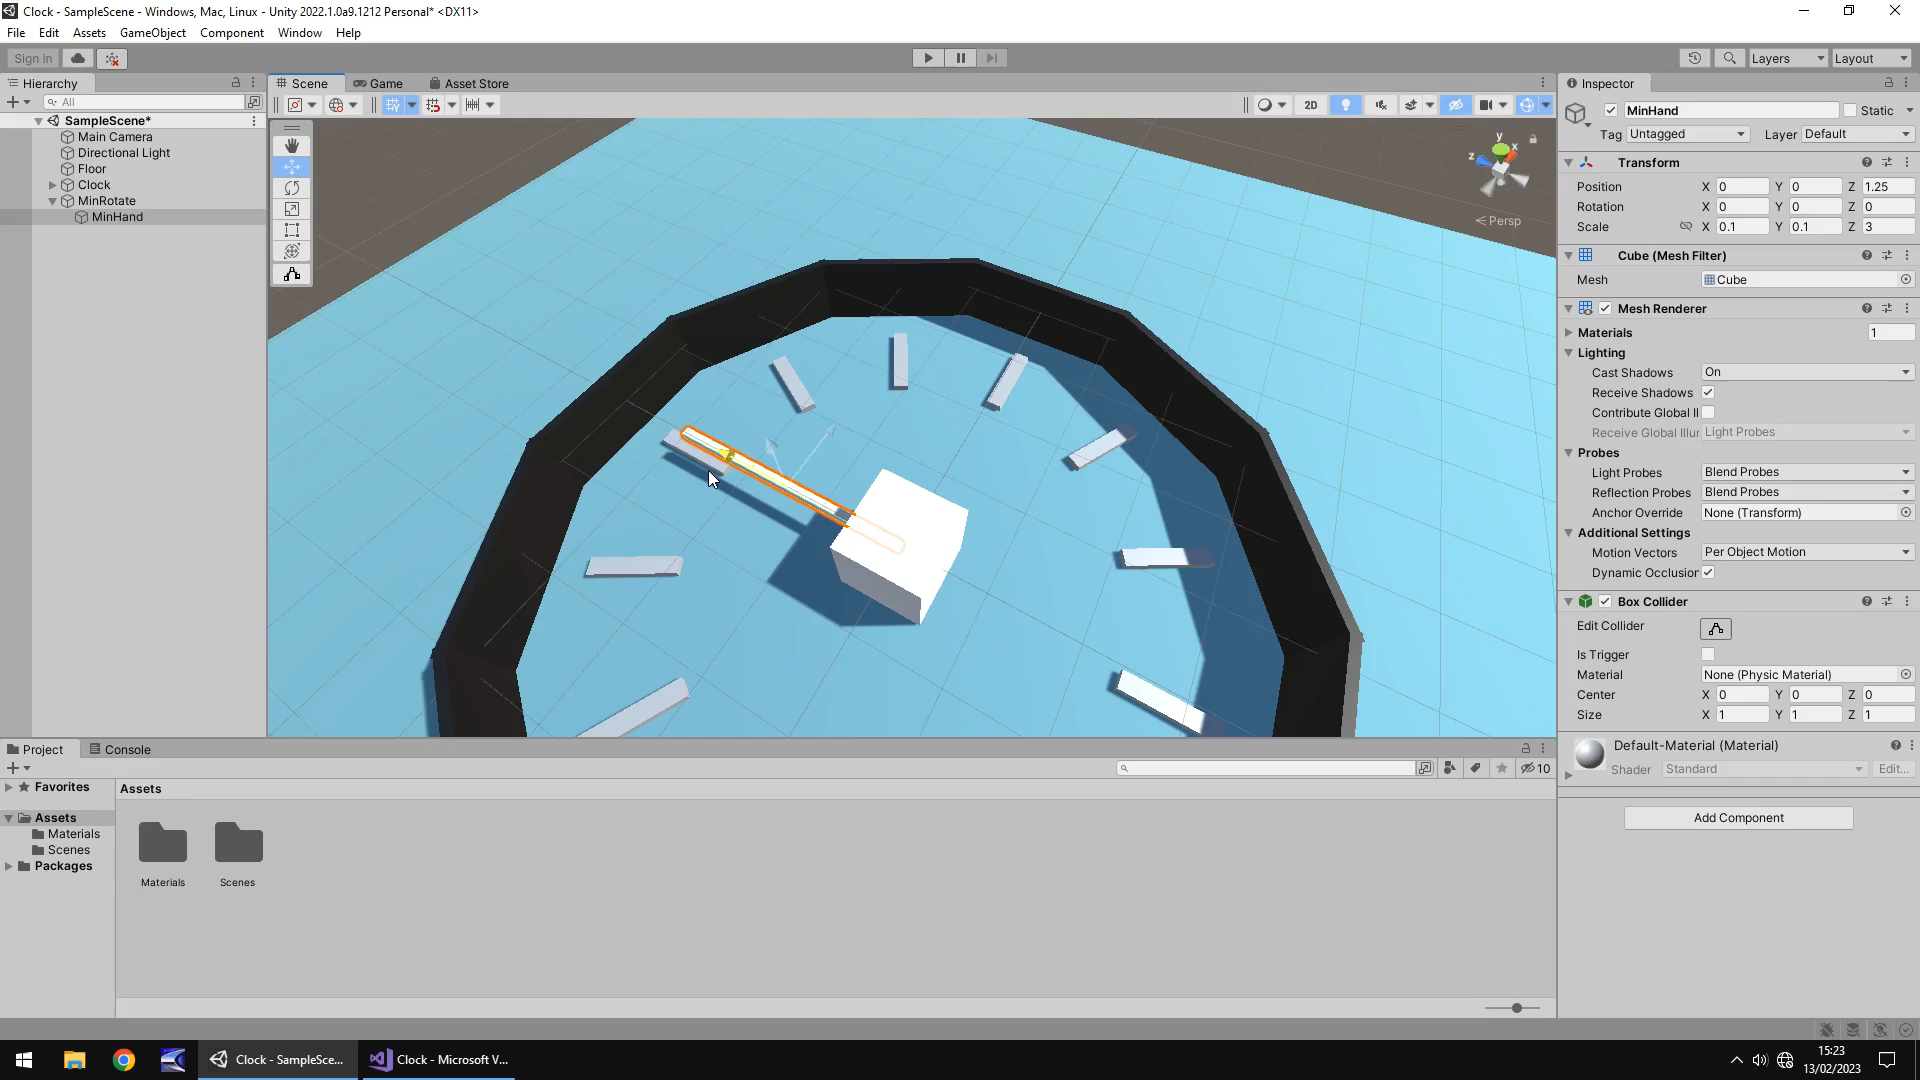 Clock - SampleScene - Windows, Mac, Linux - Unity 2022.1.0a9.1212 Personal* <DX11>
File Edit Assets GameObject Component Window Help
Sign in
Layers
Layout
Hierarchy
Scene
Game
Asset Store
Inspector
All
2D
SampleScene*
Main Camera
Directional Light
Floor
Clock
MinRotate
MinHand
y
x
z
Persp
MinHand
Static
Tag Untagged Layer Default
Transform
Position X 0 Y 0 Z 1.25
Rotation X 0 Y 0 Z 0
Scale X 0.1 Y 0.1 Z 3
Cube (Mesh Filter)
Mesh Cube
Mesh Renderer
Materials 1
Lighting
Cast Shadows On
Receive Shadows
Contribute Global Il
Receive Global Illur Light Probes
Probes
Light Probes Blend Probes
Reflection Probes Blend Probes
Anchor Override None (Transform)
Additional Settings
Motion Vectors Per Object Motion
Dynamic Occlusior
Box Collider
Edit Collider
Is Trigger
Material None (Physic Material)
Center X 0 Y 0 Z 0
Size X 1 Y 1 Z 1
Default-Material (Material)
Shader Standard Edit...
Add Component
Project
Console
10
Favorites
Assets
Materials
Scenes
Packages
Assets
Materials
Scenes
Clock - SampleSce...
Clock - Microsoft V...
15:23
13/02/2023